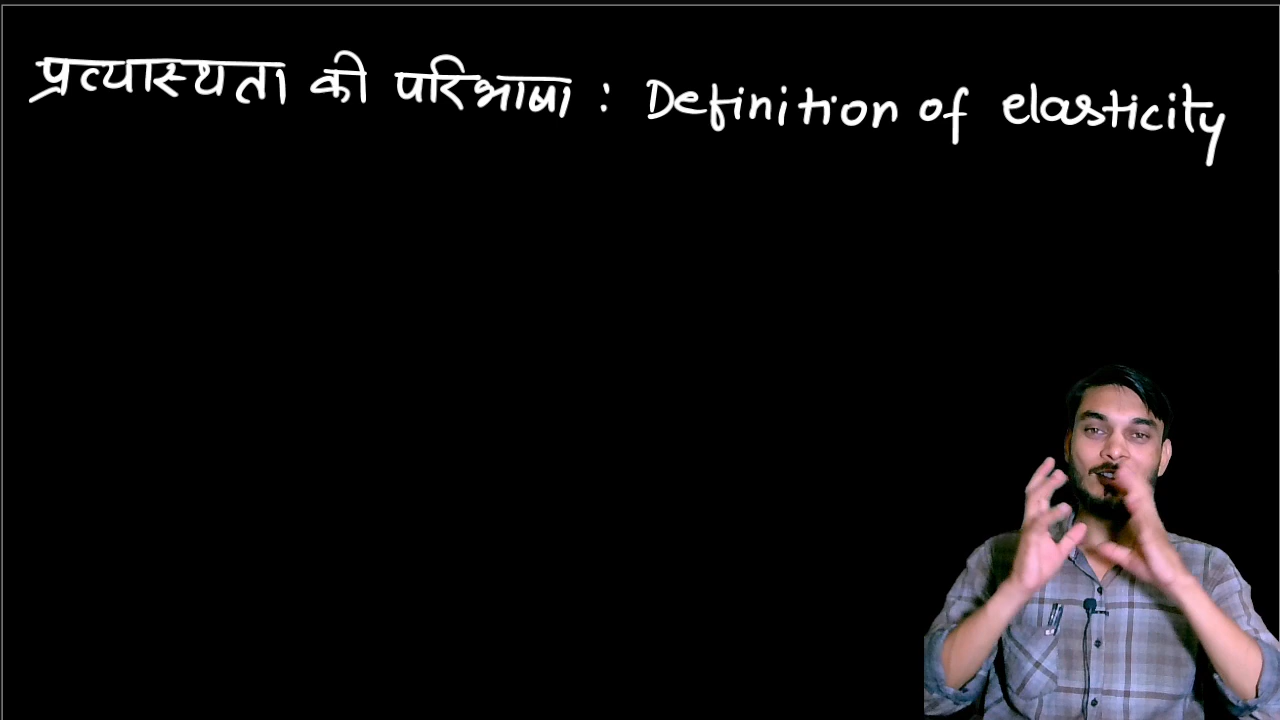 प्रत्यास्थता की परिभाषा : Definition of elasticity